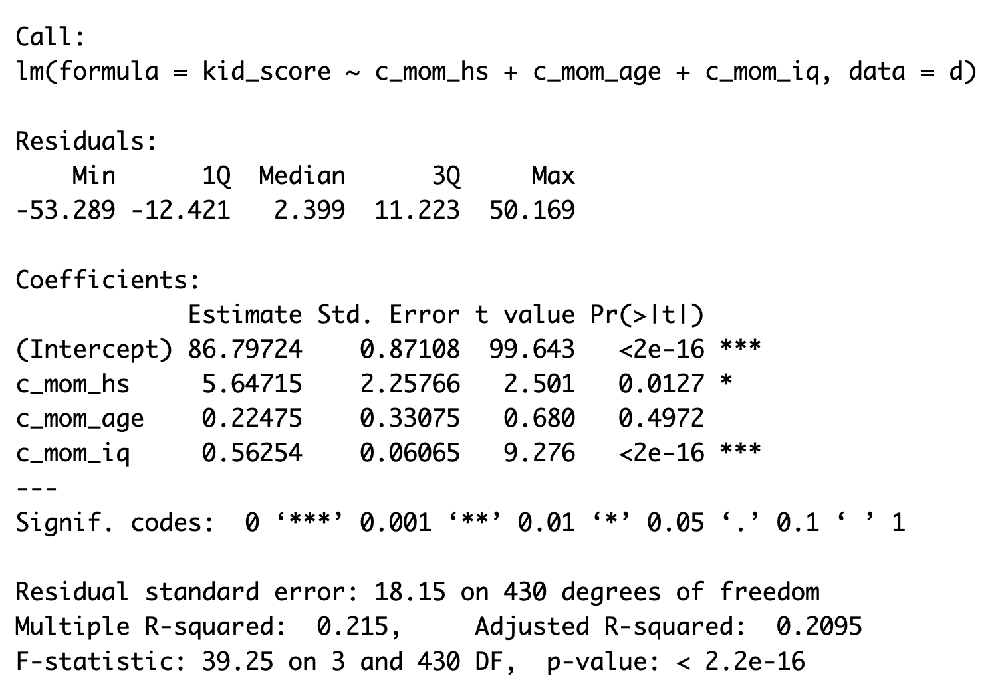 Call:
lm(formula = kid_score ~ c_mom_hs + c_mom_age + c_mom_iq, data = d)
Residuals:
Min 1Q Median 3Q Max
-53.289 -12.421 2.399 11.223 50.169
Coefficients:
Estimate Std. Error t value Pr(>|t|)
(Intercept) 86.79724 0.87108 99.643 <2e-16 ***
c_mom_hs 5.64715 2.25766 2.501 0.0127 *
c_mom_age 0.22475 0.33075 0.680 0.4972
c_mom_iq 0.56254 0.06065 9.276 <2e-16 ***
---
Signif. codes: 0 ‘***’ 0.001 ‘**’ 0.01 ‘*’ 0.05 ‘.’ 0.1 ‘ ’ 1
Residual standard error: 18.15 on 430 degrees of freedom
Multiple R-squared: 0.215, Adjusted R-squared: 0.2095
F-statistic: 39.25 on 3 and 430 DF, p-value: < 2.2e-16